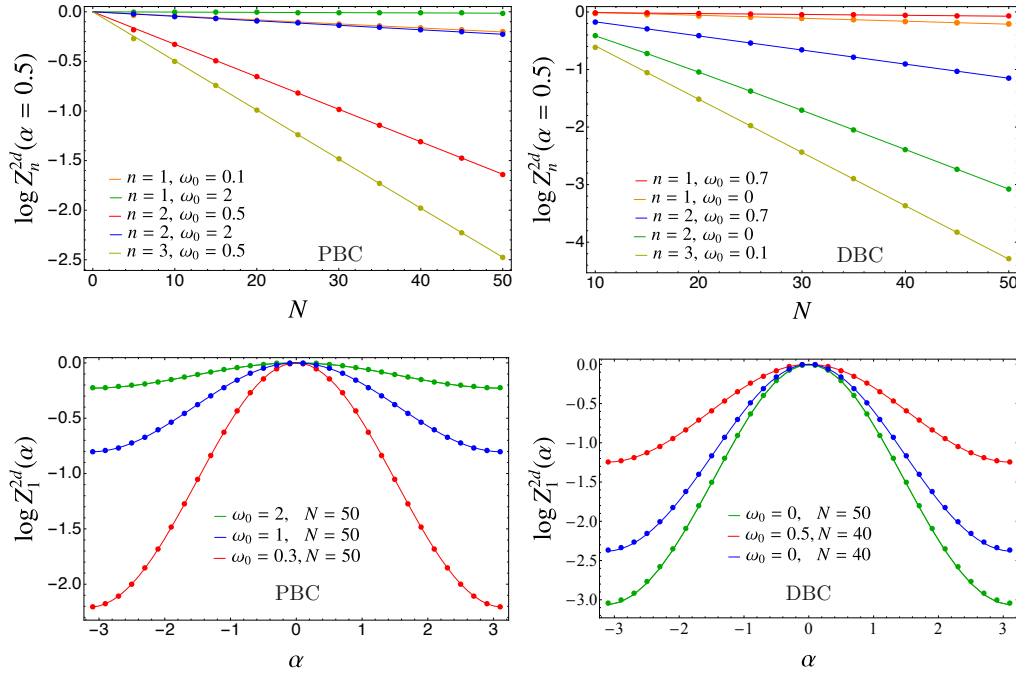 log Z_n^{2d}(α = 0.5)
0.0
−0.5
−1.0
−1.5
−2.0
−2.5
n = 1, ω₀ = 0.1
n = 1, ω₀ = 2
n = 2, ω₀ = 0.5
n = 2, ω₀ = 2
n = 3, ω₀ = 0.5
PBC
0 10 20 30 40 50
N
log Z_n^{2d}(α = 0.5)
0
−1
−2
−3
−4
n = 1, ω₀ = 0.7
n = 1, ω₀ = 0
n = 2, ω₀ = 0.7
n = 2, ω₀ = 0
n = 3, ω₀ = 0.1
DBC
10 20 30 40 50
N
log Z_1^{2d}(α)
0.0
−0.5
−1.0
−1.5
−2.0
ω₀ = 2, N = 50
ω₀ = 1, N = 50
ω₀ = 0.3, N = 50
PBC
−3 −2 −1 0 1 2 3
α
log Z_1^{2d}(α)
0.0
−0.5
−1.0
−1.5
−2.0
−2.5
−3.0
ω₀ = 0, N = 50
ω₀ = 0.5, N = 40
ω₀ = 0, N = 40
DBC
−3 −2 −1 0 1 2 3
α